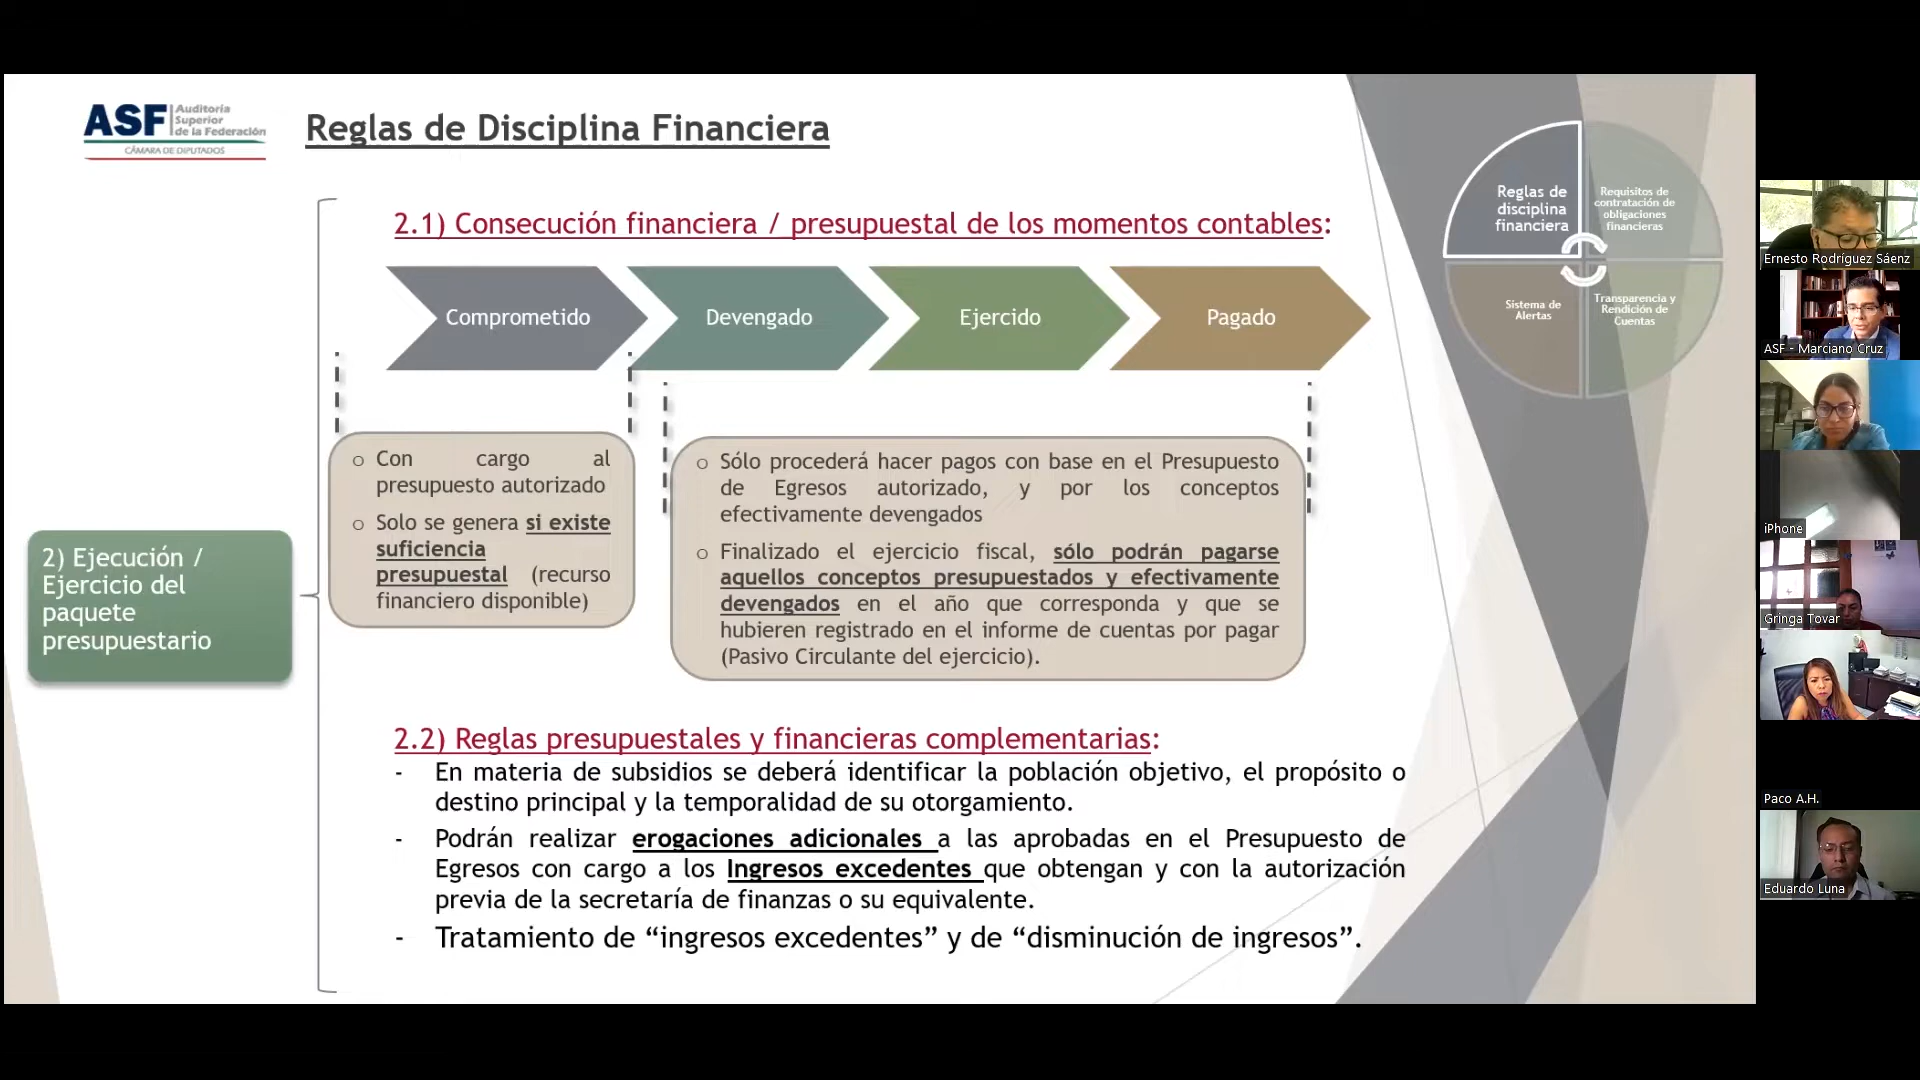 ASF
Auditoría
Superior
de la Federación
CÁMARA DE DIPUTADOS
Reglas de Disciplina Financiera
Reglas de
disciplina
financiera
Requisitos de
contratación de
obligaciones
financieras
Sistema de
Alertas
Transparencia y
Rendición de
Cuentas
2) Ejecución /
Ejercicio del
paquete
presupuestario
2.1) Consecución financiera / presupuestal de los momentos contables:
Comprometido
Devengado
Ejercido
Pagado
o Con cargo al
presupuesto autorizado
o Solo se genera si existe
suficiencia
presupuestal (recurso
financiero disponible)
o Sólo procederá hacer pagos con base en el Presupuesto
de Egresos autorizado, y por los conceptos
efectivamente devengados
o Finalizado el ejercicio fiscal, sólo podrán pagarse
aquellos conceptos presupuestados y efectivamente
devengados en el año que corresponda y que se
hubieren registrado en el informe de cuentas por pagar
(Pasivo Circulante del ejercicio).
2.2) Reglas presupuestales y financieras complementarias:
- En materia de subsidios se deberá identificar la población objetivo, el propósito o
destino principal y la temporalidad de su otorgamiento.
- Podrán realizar erogaciones adicionales a las aprobadas en el Presupuesto de
Egresos con cargo a los Ingresos excedentes que obtengan y con la autorización
previa de la secretaría de finanzas o su equivalente.
- Tratamiento de “ingresos excedentes” y de “disminución de ingresos”.
Ernesto Rodríguez Sáenz
ASF - Marciano Cruz
iPhone
Gringa Tovar
Paco A.H.
Eduardo Luna